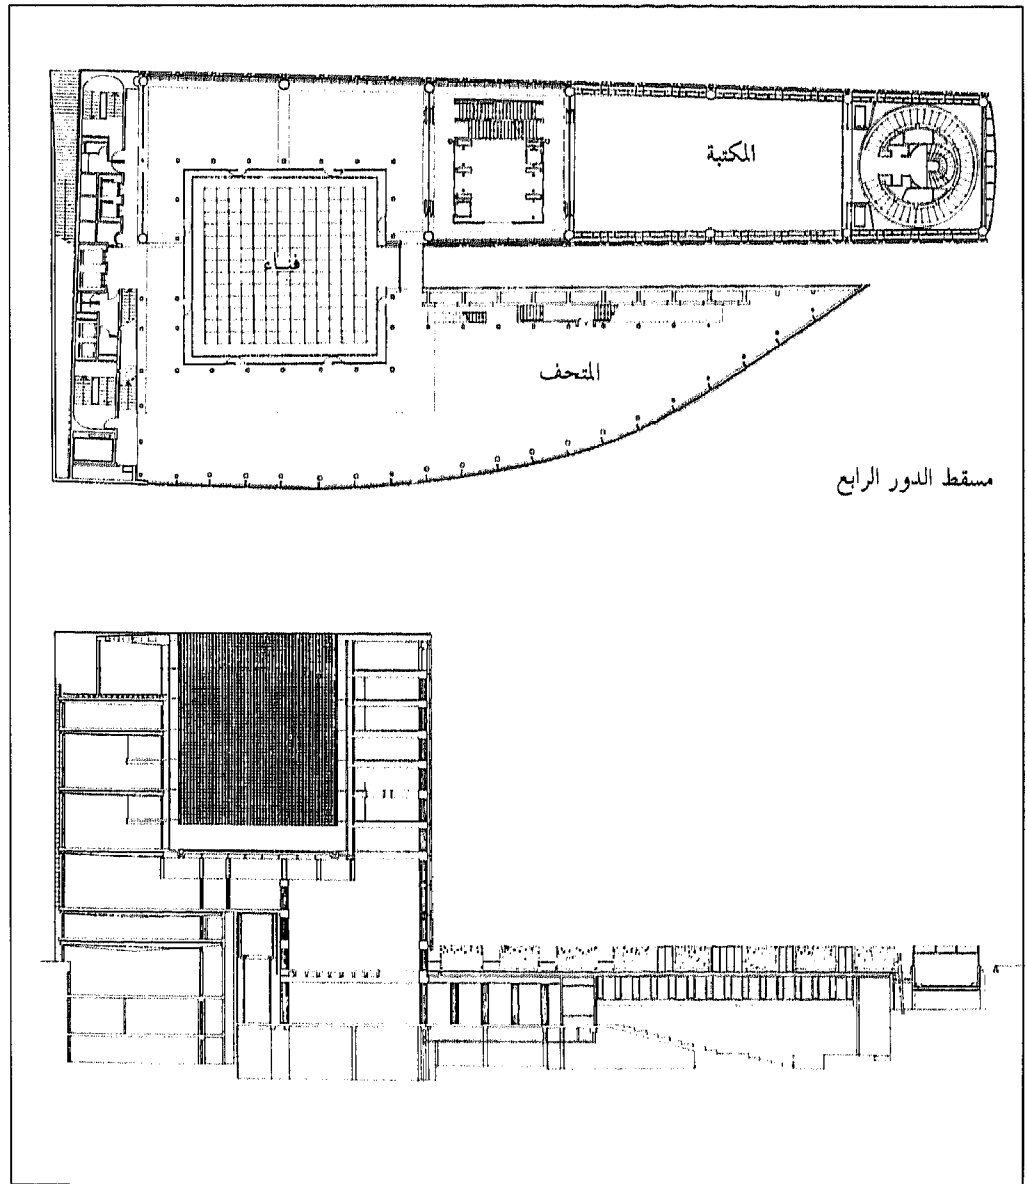 المكتبة
فناء
المتحف
مسقط الدور الرابع